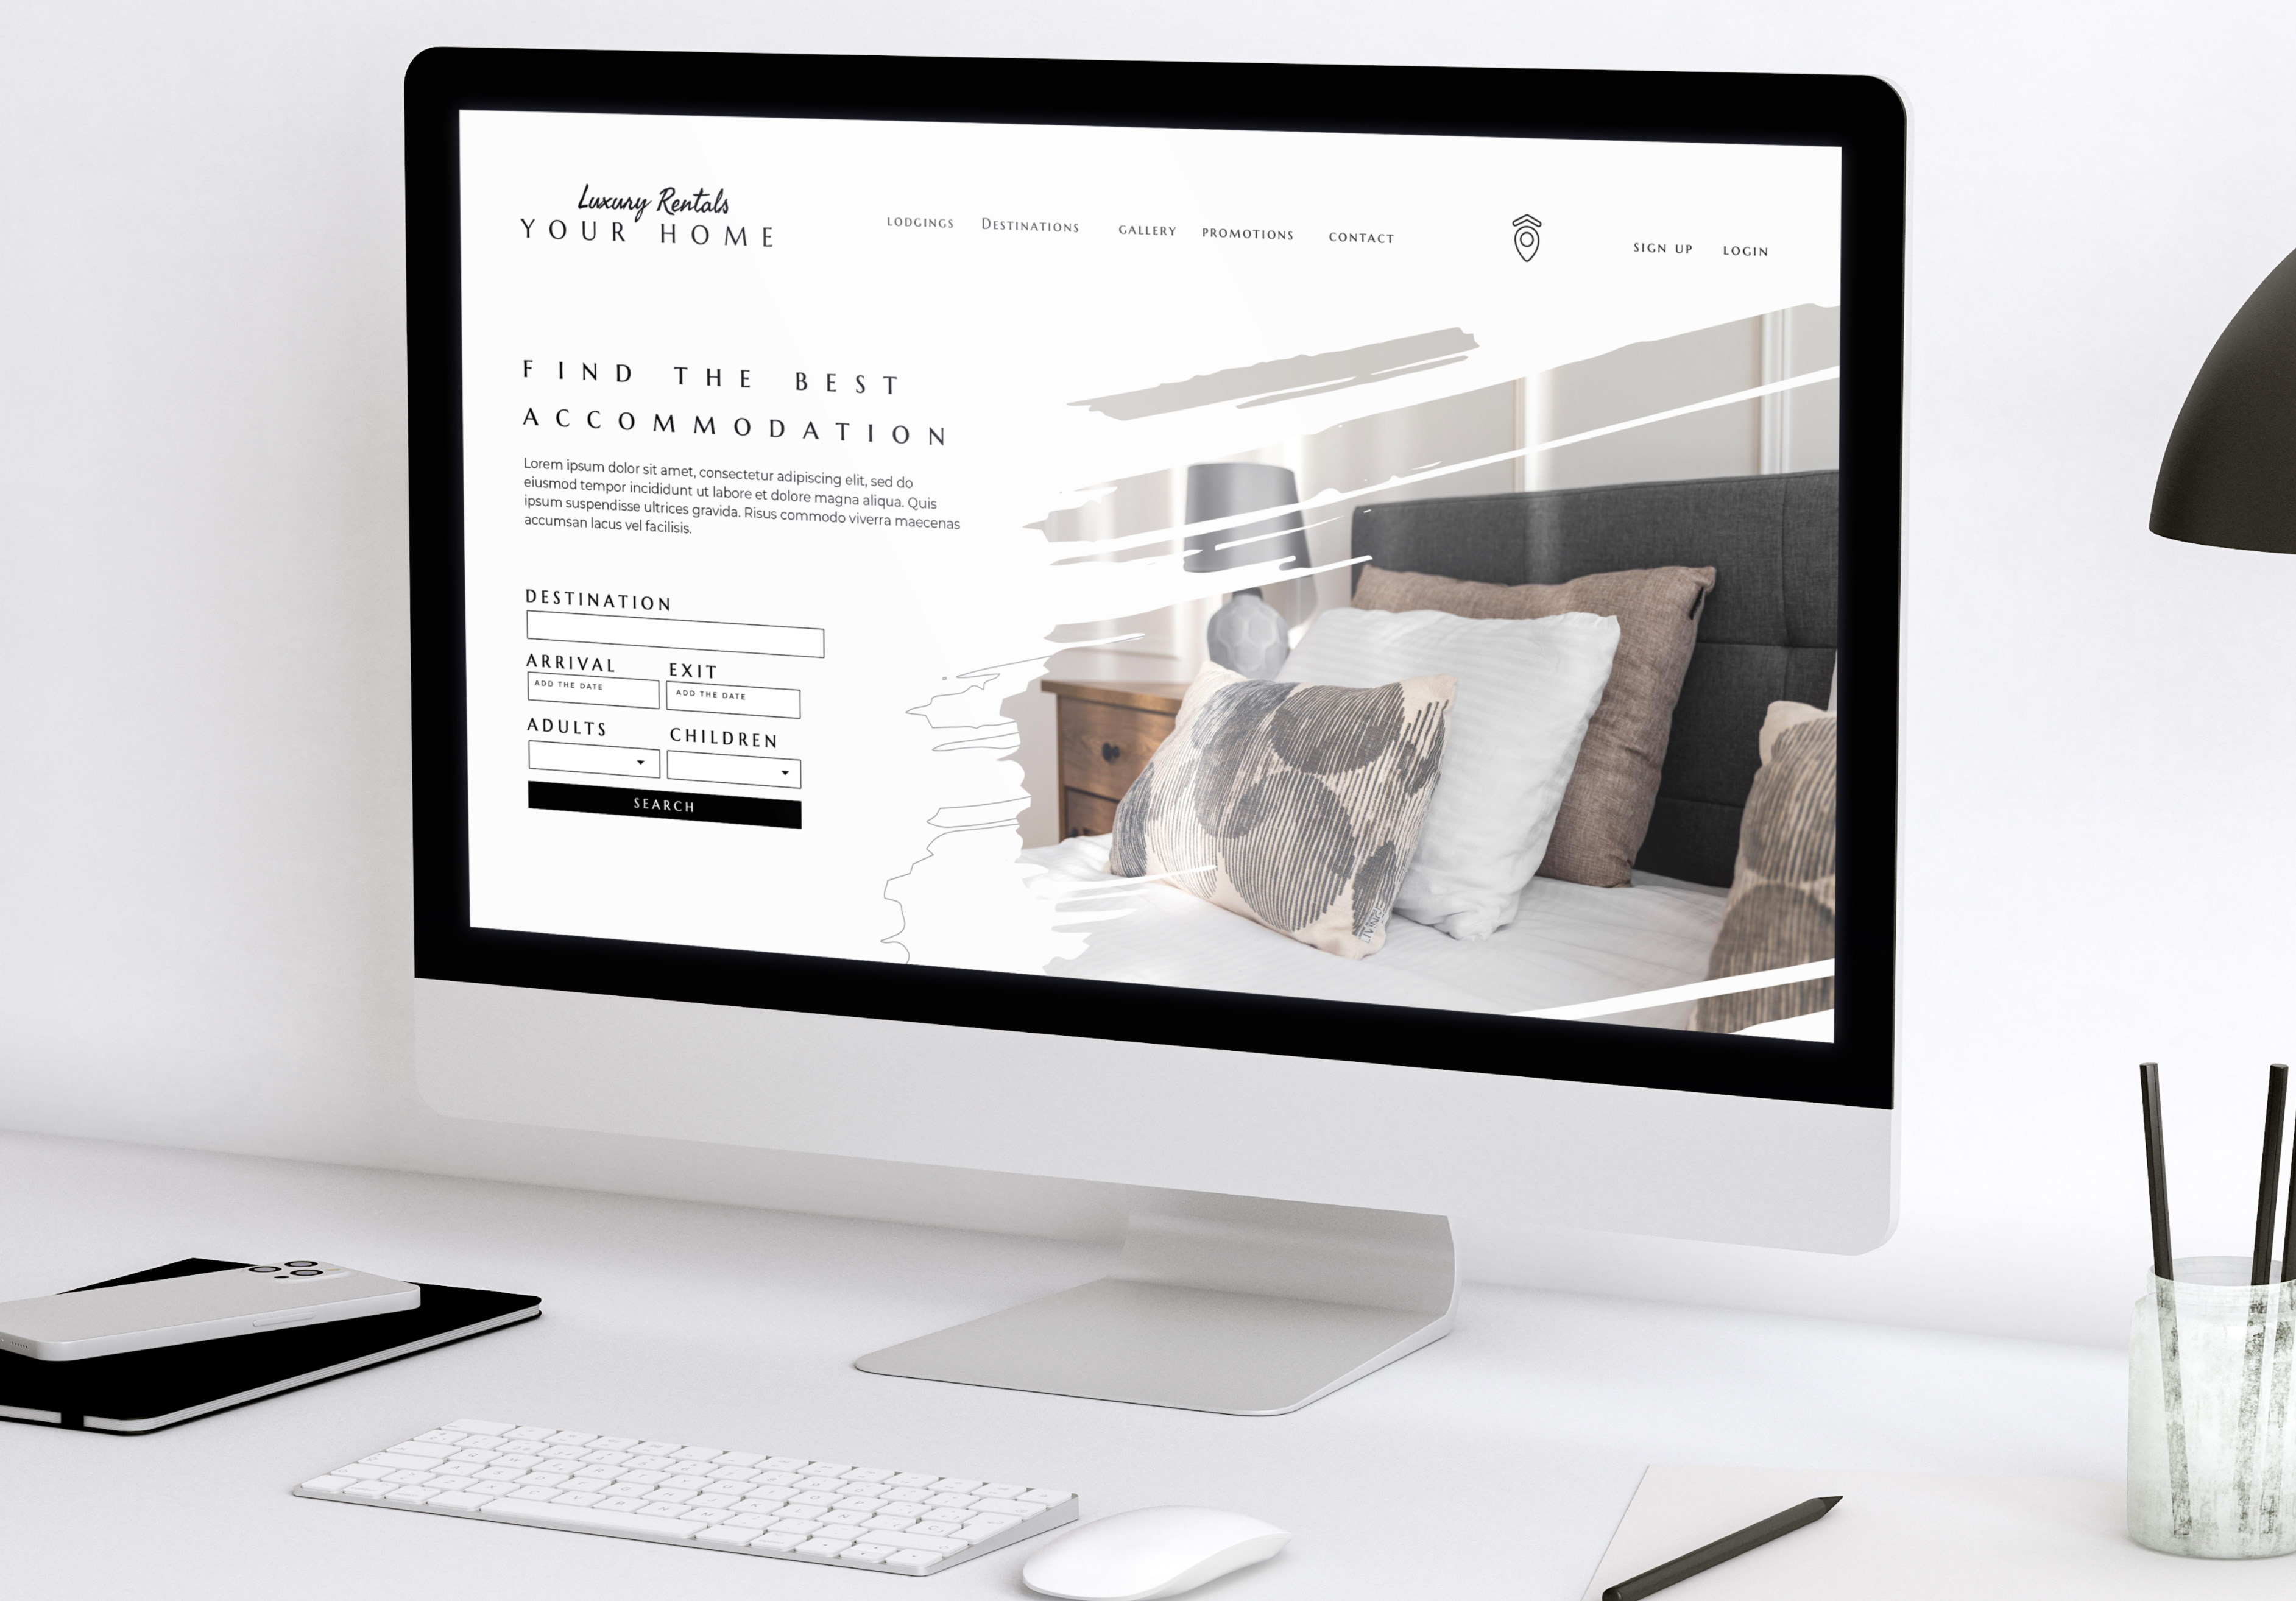 Luxury Rentals
YOUR HOME
LODGINGS DESTINATIONS GALLERY PROMOTIONS CONTACT
SIGN UP LOGIN
FIND THE BEST
ACCOMMODATION
Lorem ipsum dolor sit amet, consectetur adipiscing elit, sed do
eiusmod tempor incididunt ut labore et dolore magna aliqua. Quis
ipsum suspendisse ultrices gravida. Risus commodo viverra maecenas
accumsan lacus vel facilisis.
DESTINATION
ARRIVAL EXIT
ADD THE DATE ADD THE DATE
ADULTS CHILDREN
SEARCH